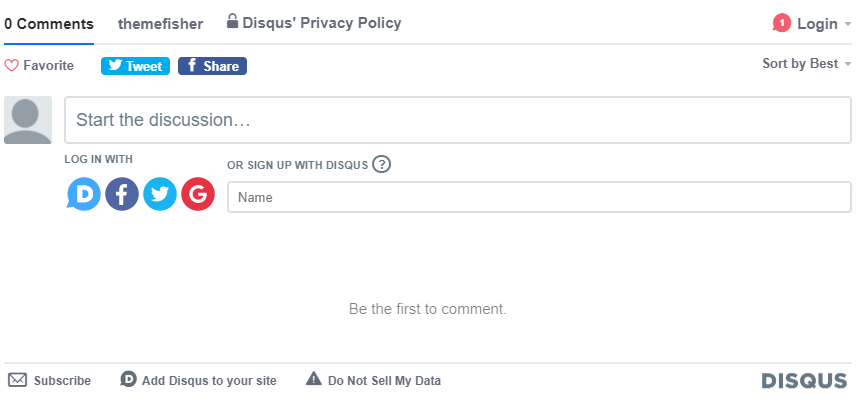 0 Comments themefisher Disqus' Privacy Policy 1 Login
Favorite Tweet f Share Sort by Best
Start the discussion…
LOG IN WITH OR SIGN UP WITH DISQUS ?
D f G Name
Be the first to comment.
Subscribe D Add Disqus to your site Do Not Sell My Data DISQUS